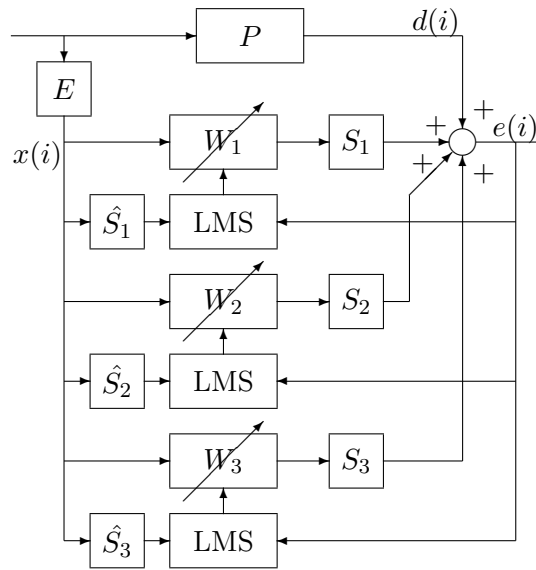 P
d(i)
E
+
x(i)
W₁
S₁
+
e(i)
+
+
Ŝ₁
LMS
W₂
S₂
Ŝ₂
LMS
W₃
S₃
Ŝ₃
LMS